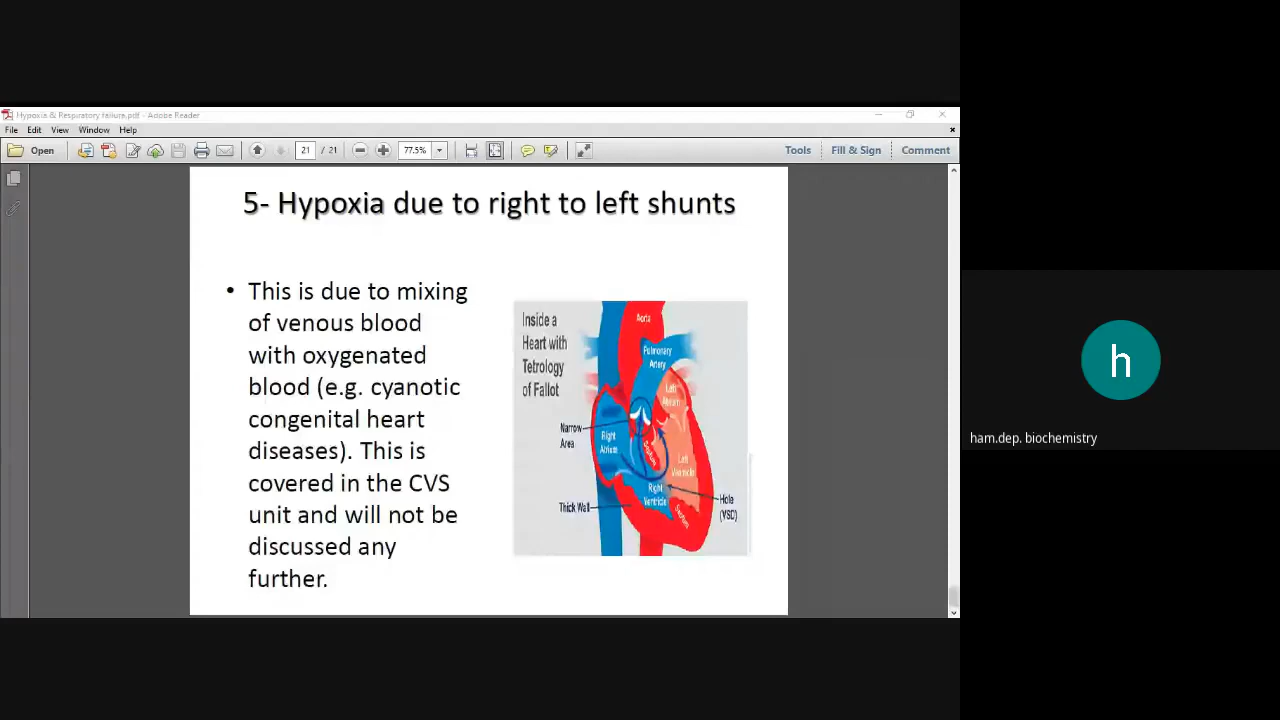 Hypoxia & Respiratory failure.pdf - Adobe Reader
File Edit View Window Help
Open 21 / 21 77.5% Tools Fill & Sign Comment
5- Hypoxia due to right to left shunts
• This is due to mixing
of venous blood
with oxygenated
blood (e.g. cyanotic
congenital heart
diseases). This is
covered in the CVS
unit and will not be
discussed any
further.
Inside a
Heart with
Tetrology
of Fallot
Aorta
Pulmonary
Artery
Left
Atrium
Narrow
Area
Right
Atrium
Septum
Left
Ventricle
Right
Ventricle
Hole
(VSD)
Thick Wall
Septum
h
ham.dep. biochemistry